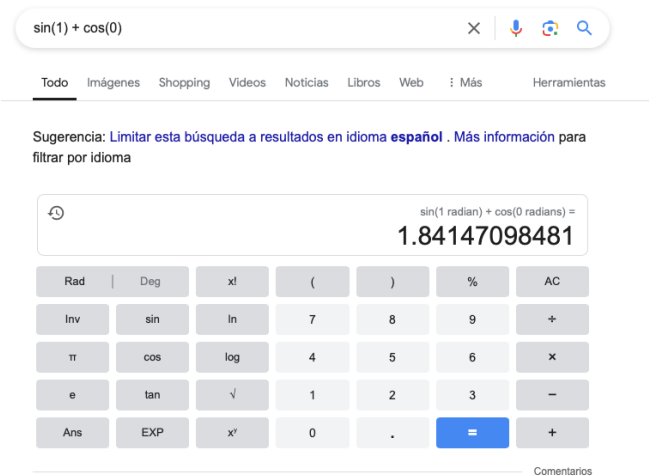 sin(1) + cos(0)
Todo Imágenes Shopping Videos Noticias Libros Web Más Herramientas
Sugerencia: Limitar esta búsqueda a resultados en idioma español . Más información para
filtrar por idioma
sin(1 radian) + cos(0 radians) =
1.84147098481
Rad | Deg x! ( ) % AC
Inv sin ln 7 8 9 ÷
π cos log 4 5 6 ×
e tan √ 1 2 3 −
Ans EXP xʸ 0 . = +
Comentarios